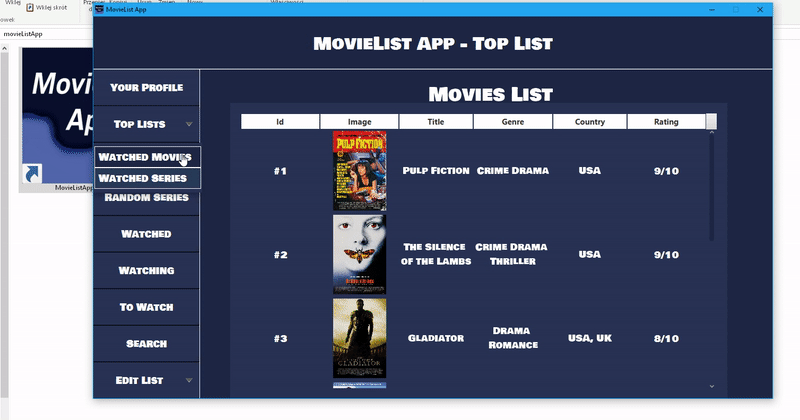 Wklej skrót
movieListApp
MovieList App
MovieList App - Top List
Your Profile
Top Lists
Watched Movies
Watched Series
Random Series
Watched
Watching
To Watch
Search
Edit List
Movi
Ap
MovieListApp
Movies List
Id Image Title Genre Country Rating
#1 PULP FICTION Pulp Fiction Crime Drama USA 9/10
#2 The Silence of the Lambs Crime Drama Thriller USA 9/10
#3 GLADIATOR Gladiator Drama Romance USA, UK 8/10